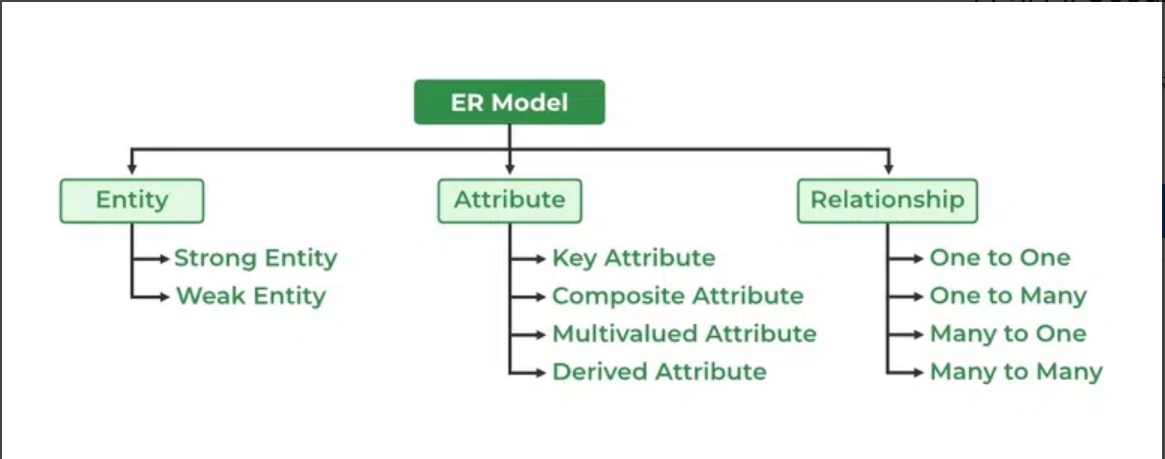 ER Model
Entity
Attribute
Relationship
Strong Entity
Weak Entity
Key Attribute
Composite Attribute
Multivalued Attribute
Derived Attribute
One to One
One to Many
Many to One
Many to Many